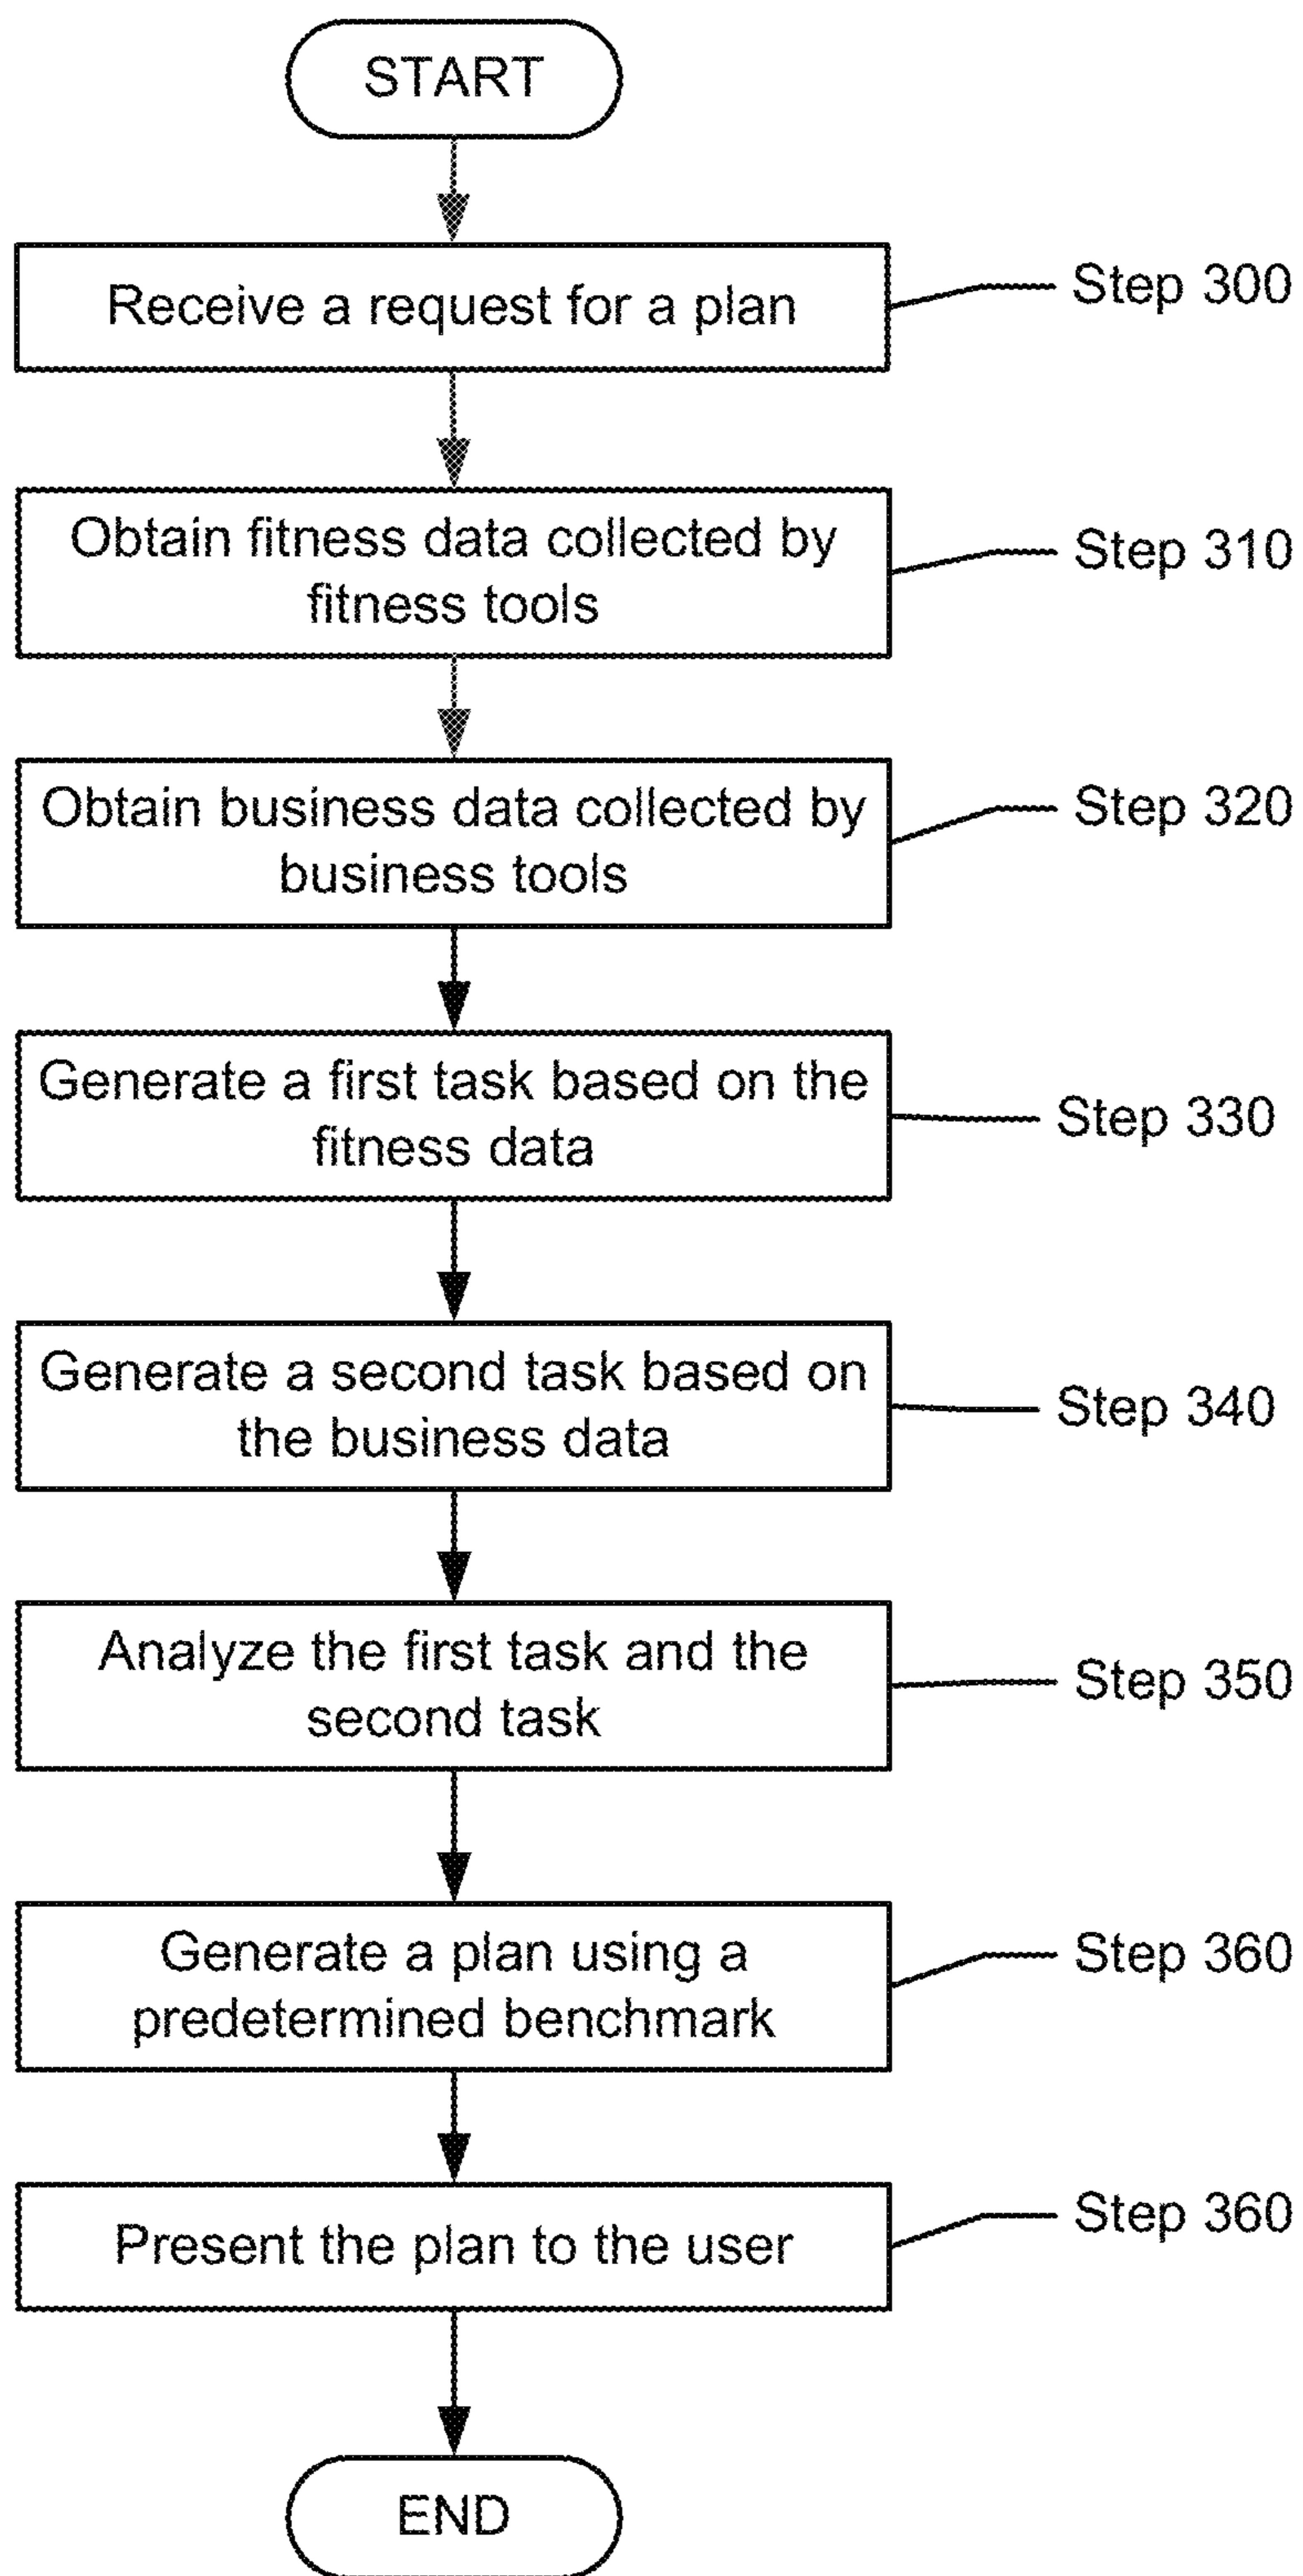 START
Receive a request for a plan
Step 300
Obtain fitness data collected by
fitness tools
Step 310
Obtain business data collected by
business tools
Step 320
Generate a first task based on the
fitness data
Step 330
Generate a second task based on
the business data
Step 340
Analyze the first task and the
second task
Step 350
Generate a plan using a
predetermined benchmark
Step 360
Present the plan to the user
Step 360
END